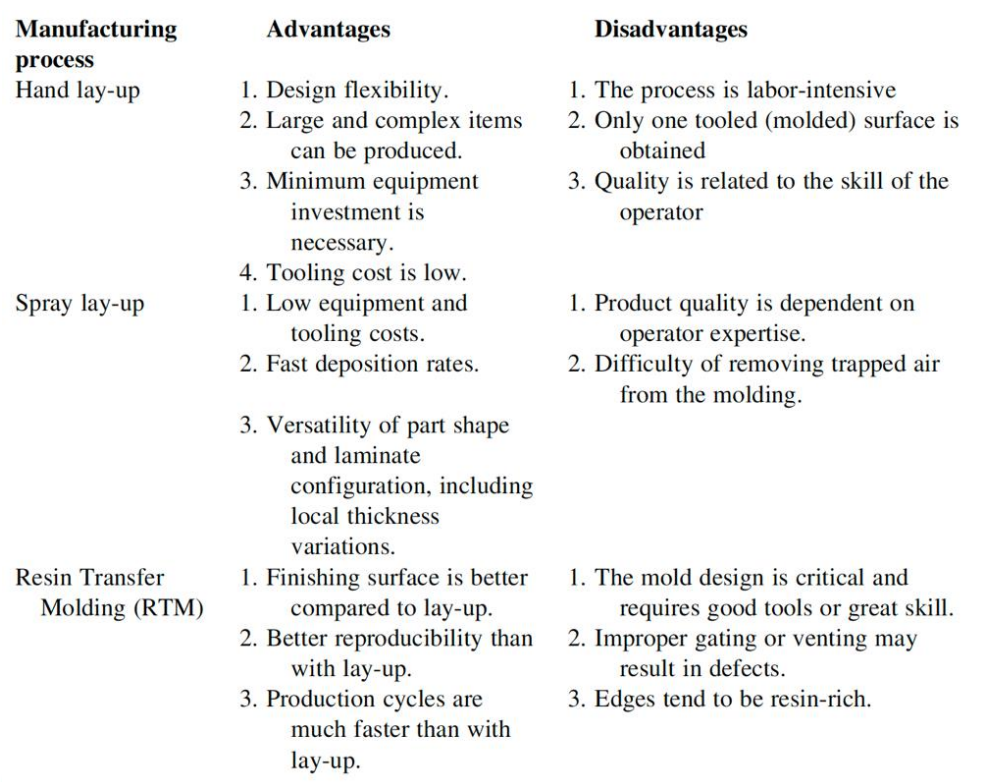 Manufacturing process Advantages Disadvantages
Hand lay-up
1. Design flexibility.
2. Large and complex items
can be produced.
3. Minimum equipment
investment is
necessary.
4. Tooling cost is low.
1. The process is labor-intensive
2. Only one tooled (molded) surface is
obtained
3. Quality is related to the skill of the
operator
Spray lay-up
1. Low equipment and
tooling costs.
2. Fast deposition rates.
3. Versatility of part shape
and laminate
configuration, including
local thickness
variations.
1. Product quality is dependent on
operator expertise.
2. Difficulty of removing trapped air
from the molding.
Resin Transfer
Molding (RTM)
1. Finishing surface is better
compared to lay-up.
2. Better reproducibility than
with lay-up.
3. Production cycles are
much faster than with
lay-up.
1. The mold design is critical and
requires good tools or great skill.
2. Improper gating or venting may
result in defects.
3. Edges tend to be resin-rich.